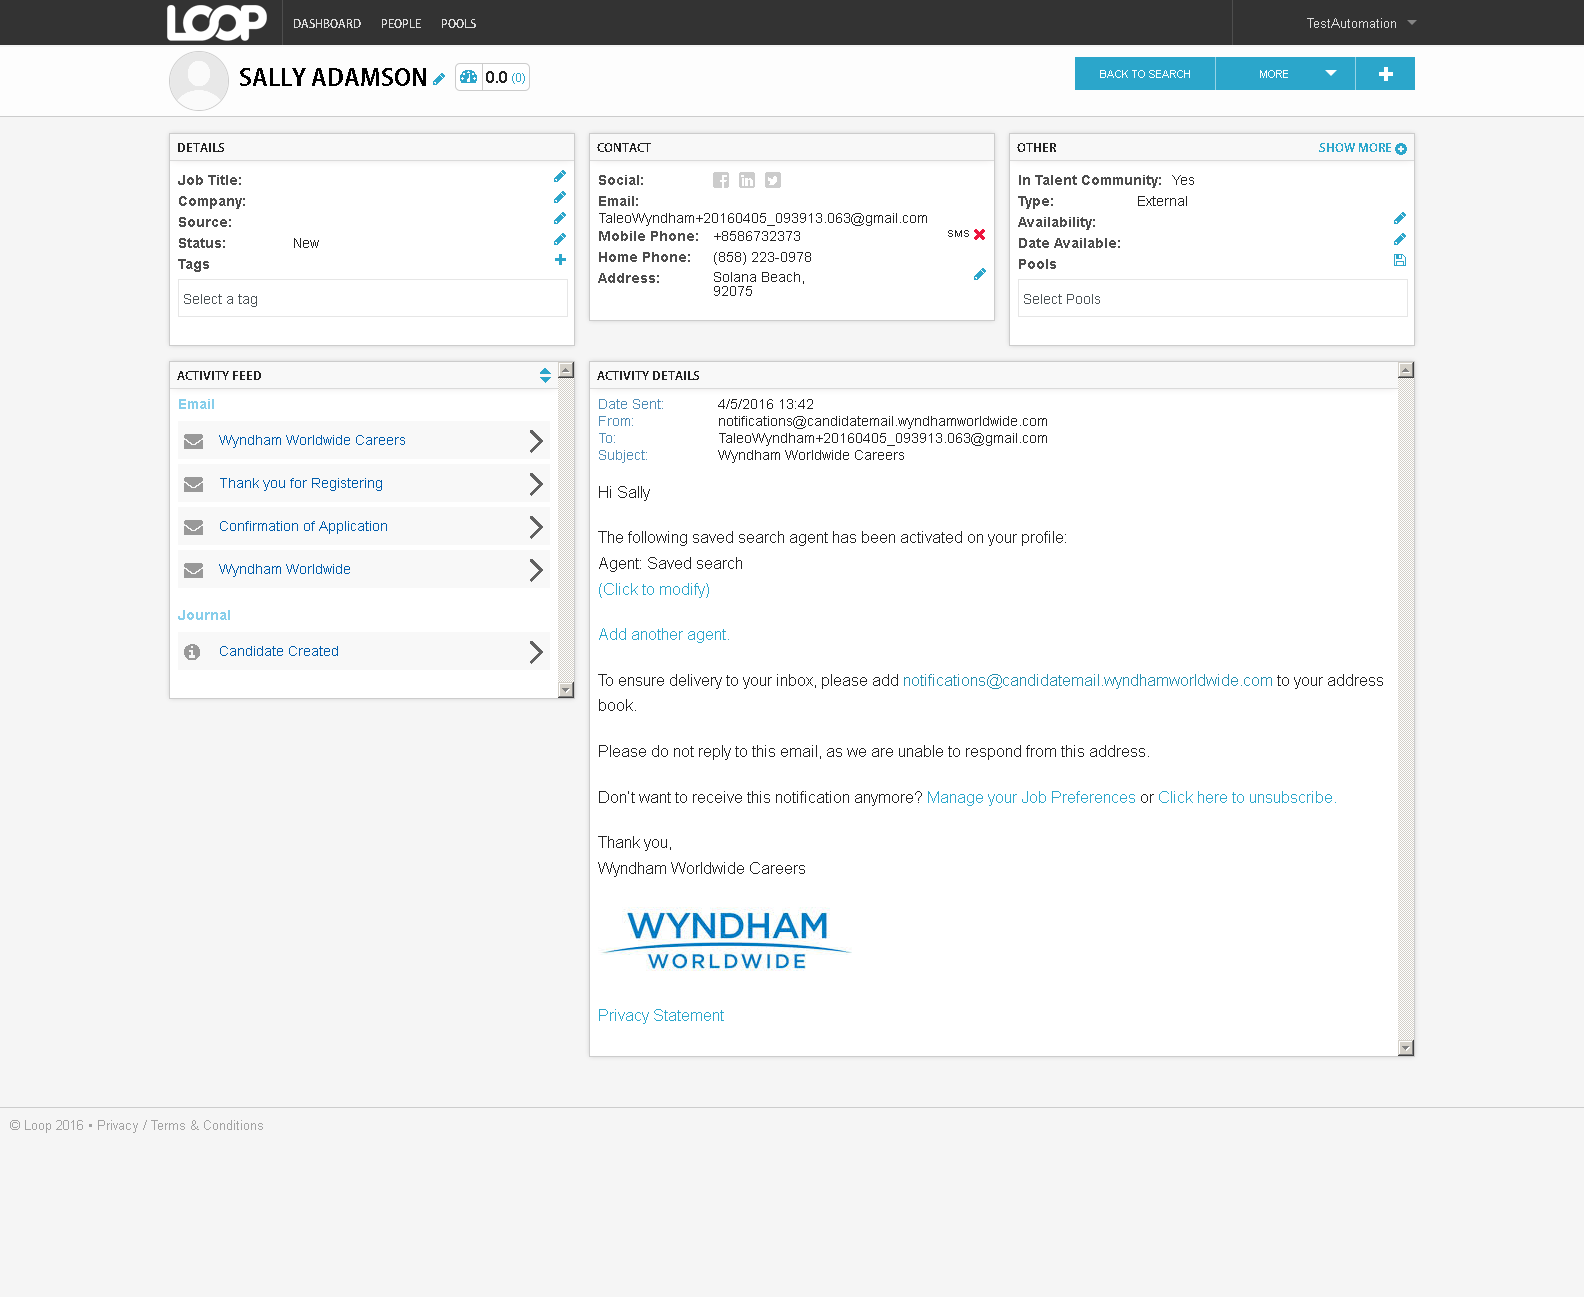 LOOP DASHBOARD PEOPLE POOLS TestAutomation
SALLY ADAMSON 0.0 (0) BACK TO SEARCH MORE
DETAILS
Job Title:
Company:
Source:
Status: New
Tags
Select a tag
CONTACT
Social:
Email:
TaleoWyndham+20160405_093913.063@gmail.com
Mobile Phone: +8586732373 SMS
Home Phone: (858) 223-0978
Address: Solana Beach,
92075
OTHER SHOW MORE
In Talent Community: Yes
Type: External
Availability:
Date Available:
Pools
Select Pools
ACTIVITY FEED
Email
Wyndham Worldwide Careers
Thank you for Registering
Confirmation of Application
Wyndham Worldwide
Journal
Candidate Created
ACTIVITY DETAILS
Date Sent: 4/5/2016 13:42
From: notifications@candidatemail.wyndhamworldwide.com
To: TaleoWyndham+20160405_093913.063@gmail.com
Subject: Wyndham Worldwide Careers
Hi Sally
The following saved search agent has been activated on your profile:
Agent: Saved search
(Click to modify)
Add another agent.
To ensure delivery to your inbox, please add notifications@candidatemail.wyndhamworldwide.com to your address
book.
Please do not reply to this email, as we are unable to respond from this address.
Don't want to receive this notification anymore? Manage your Job Preferences or Click here to unsubscribe.
Thank you,
Wyndham Worldwide Careers
WYNDHAM
WORLDWIDE
Privacy Statement
© Loop 2016 • Privacy / Terms & Conditions